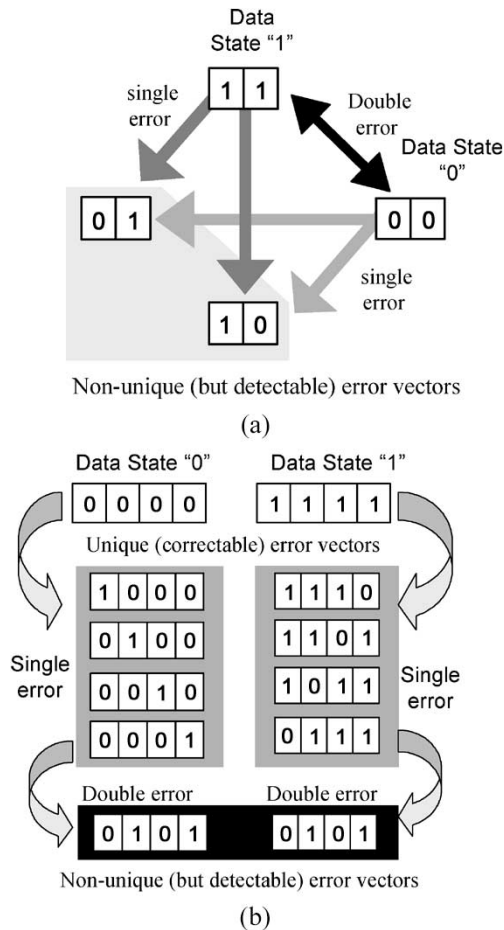 Data
State “1”
1 1
single
error
Double
error
Data State
“0”
0 1
0 0
single
error
1 0
Non-unique (but detectable) error vectors
(a)
Data State “0” Data State “1”
0 0 0 0 1 1 1 1
Unique (correctable) error vectors
1 0 0 0 1 1 1 0
0 1 0 0 1 1 0 1
Single
error
Single
error
0 0 1 0 1 0 1 1
0 0 0 1 0 1 1 1
Double error Double error
0 1 0 1 0 1 0 1
Non-unique (but detectable) error vectors
(b)